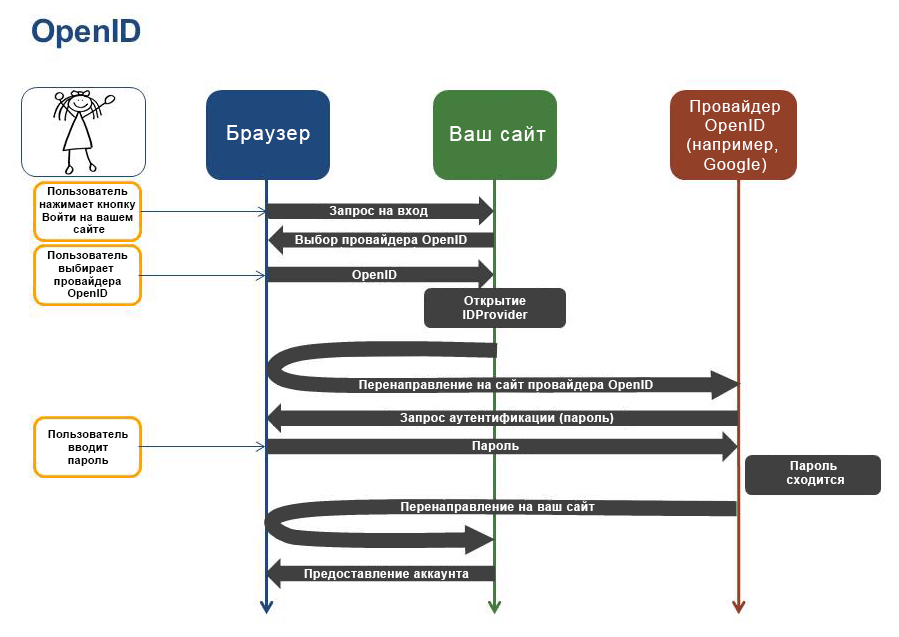 OpenID
Браузер
Ваш сайт
Провайдер
OpenID
(например,
Google)
Пользователь
нажимает кнопку
Войти на вашем
сайте
Запрос на вход
Выбор провайдера OpenID
Пользователь
выбирает
провайдера
OpenID
OpenID
Открытие
IDProvider
Перенаправление на сайт провайдера OpenID
Запрос аутентификации (пароль)
Пользователь
вводит
пароль
Пароль
Пароль
сходится
Перенаправление на ваш сайт
Предоставление аккаунта